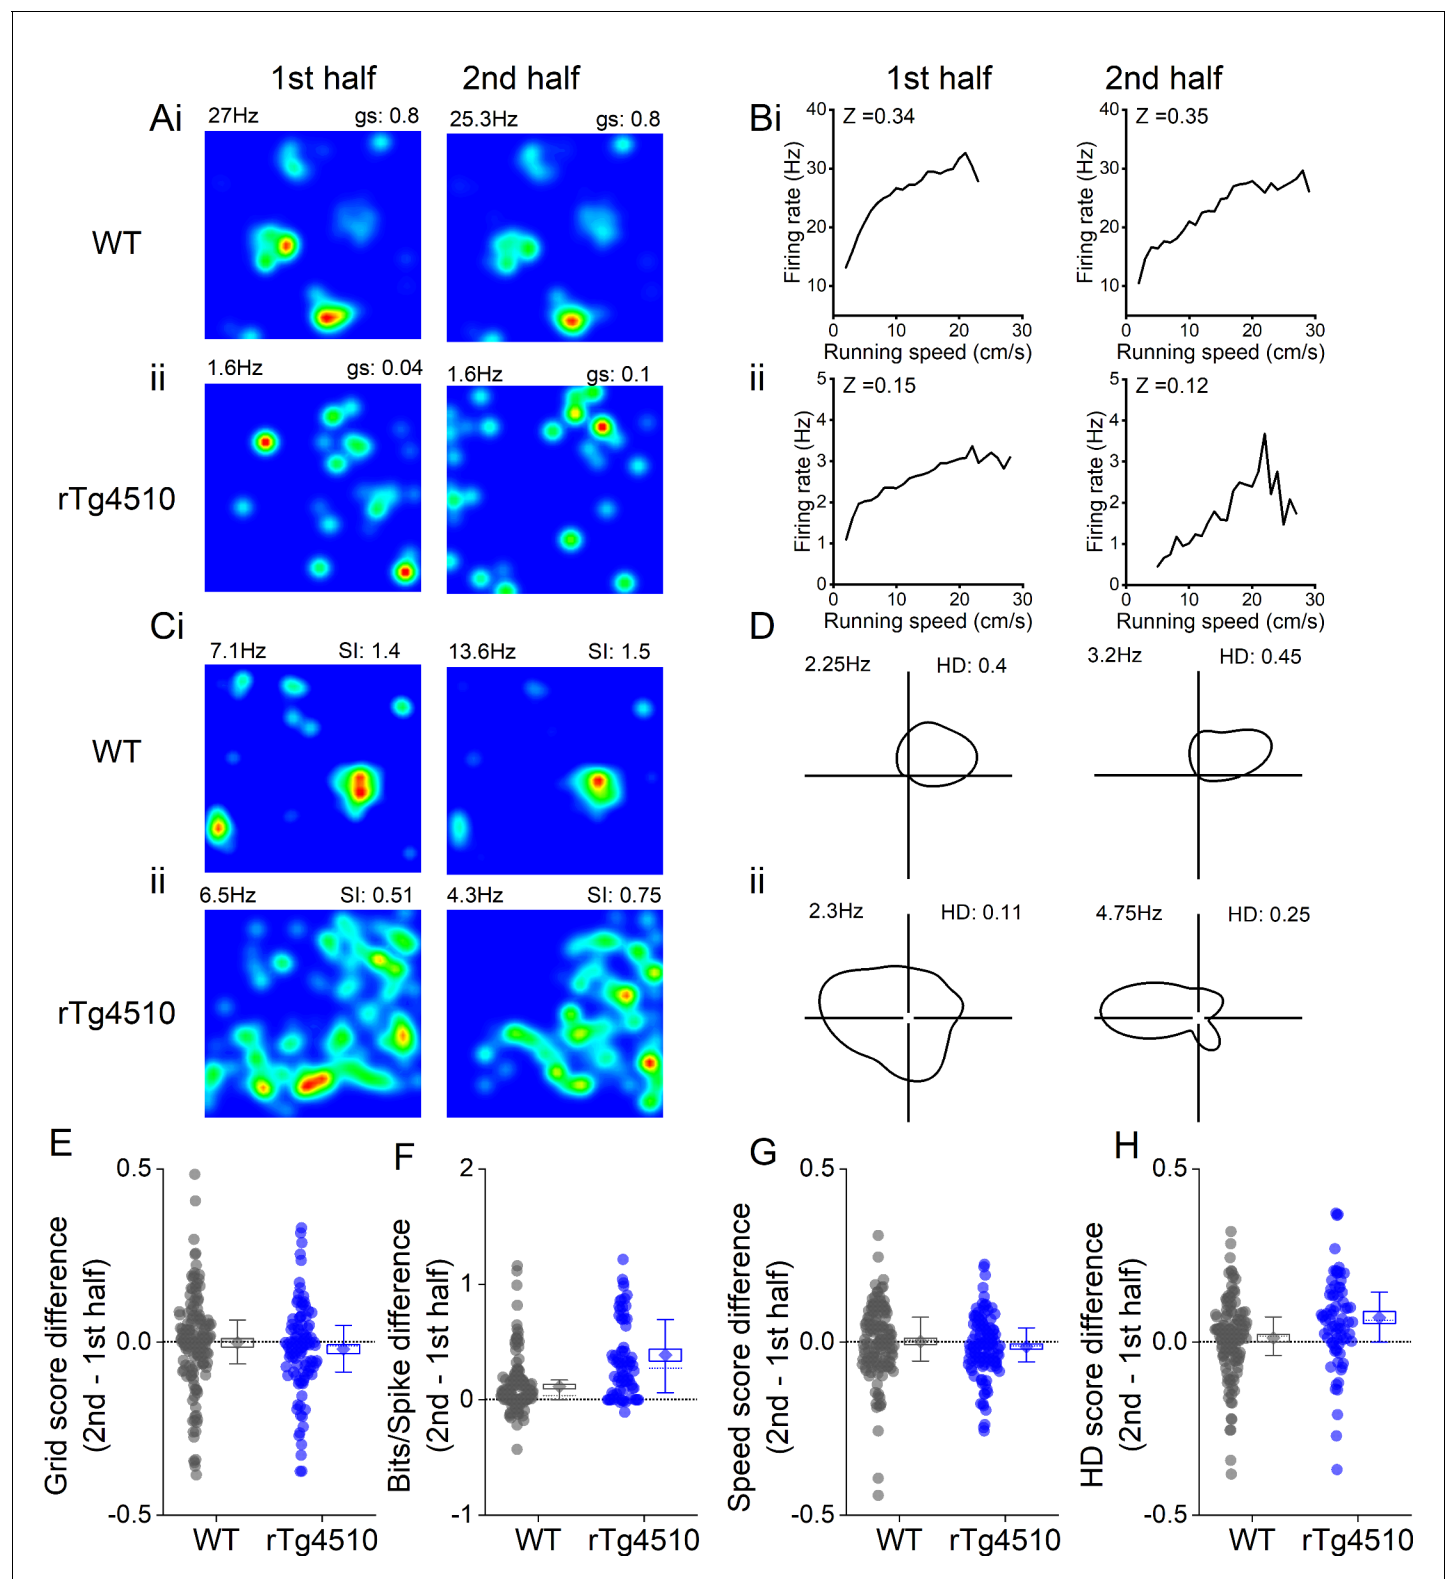 1st half 2nd half 1st half 2nd half
Ai 27Hz gs: 0.8 25.3Hz gs: 0.8
WT
ii 1.6Hz gs: 0.04 1.6Hz gs: 0.1
rTg4510
Bi
40 Z =0.34
30
20
10
10 20 30
Firing rate (Hz)
Running speed (cm/s)
40 Z =0.35
30
20
10
0 10 20 30
Firing rate (Hz)
Running speed (cm/s)
ii
5 Z =0.15
4
3
2
1
0
0 10 20 30
Firing rate (Hz)
Running speed (cm/s)
5 Z =0.12
4
3
2
1
0
0 10 20 30
Firing rate (Hz)
Running speed (cm/s)
Ci 7.1Hz SI: 1.4 13.6Hz SI: 1.5
WT
ii 6.5Hz SI: 0.51 4.3Hz SI: 0.75
rTg4510
D
2.25Hz HD: 0.4 3.2Hz HD: 0.45
ii
2.3Hz HD: 0.11 4.75Hz HD: 0.25
E
Grid score difference
(2nd - 1st half)
0.5
0.0
-0.5
WT rTg4510
F
Bits/Spike difference
(2nd - 1st half)
2
1
0
-1
WT rTg4510
G
Speed score difference
(2nd - 1st half)
0.5
0.0
-0.5
WT rTg4510
H
HD score difference
(2nd - 1st half)
0.5
0.0
-0.5
WT rTg4510